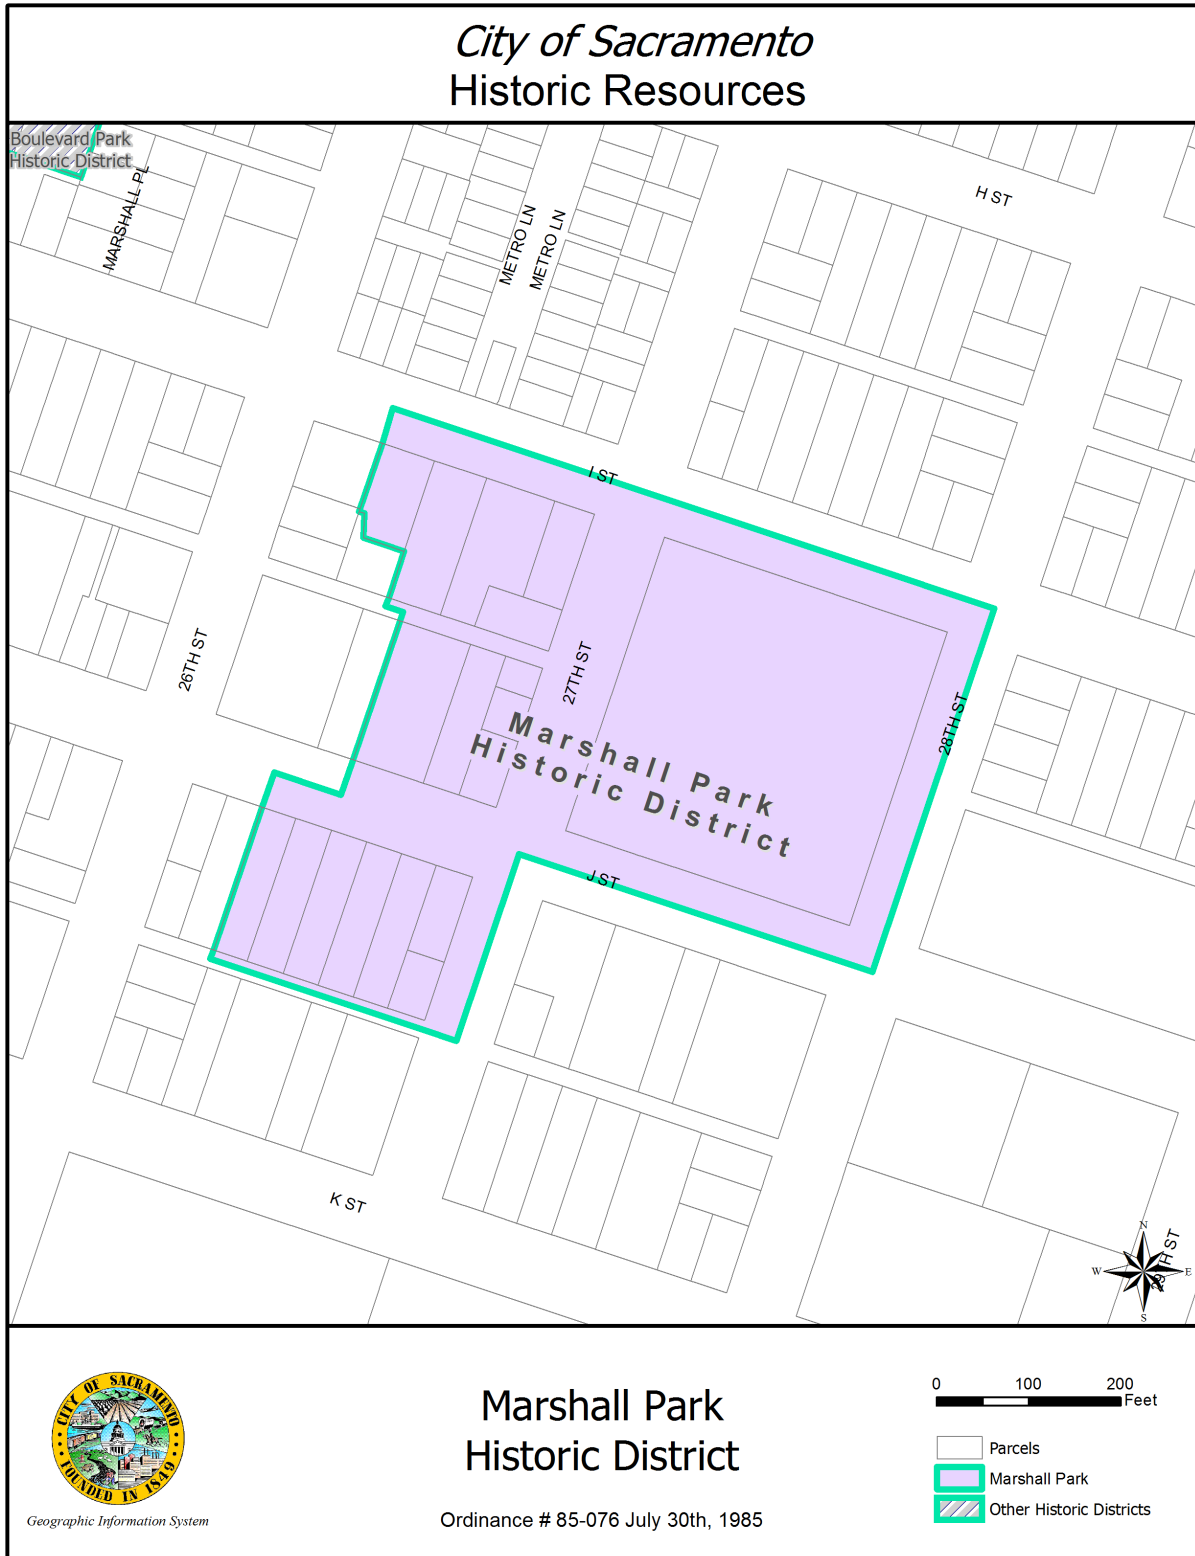 City of Sacramento
Historic Resources
Boulevard Park
Historic District
MARSHALL PL
METRO LN
METRO LN
H ST
I ST
26TH ST
27TH ST
28TH ST
Marshall Park
Historic District
J ST
K ST
29TH ST
N
W
E
S
CITY OF SACRAMENTO
FOUNDED IN 1849
Geographic Information System
Marshall Park
Historic District
Ordinance # 85-076 July 30th, 1985
0 100 200
Feet
Parcels
Marshall Park
Other Historic Districts